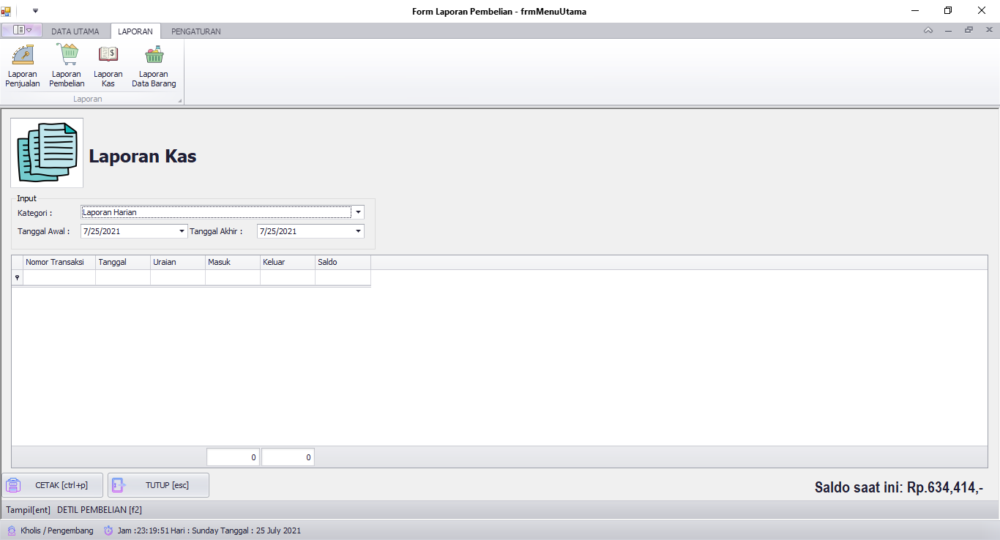 Form Laporan Pembelian - frmMenuUtama
DATA UTAMA LAPORAN PENGATURAN
Laporan Penjualan
Laporan Pembelian
Laporan Kas
Laporan Data Barang
Laporan
Laporan Kas
Input
Kategori : Laporan Harian
Tanggal Awal : 7/25/2021 Tanggal Akhir : 7/25/2021
Nomor Transaksi Tanggal Uraian Masuk Keluar Saldo
0 0
CETAK [ctrl+p] TUTUP [esc] Saldo saat ini: Rp.634,414,-
Tampil[ent] DETIL PEMBELIAN [f2]
Kholis / Pengembang Jam :23:19:51 Hari : Sunday Tanggal : 25 July 2021